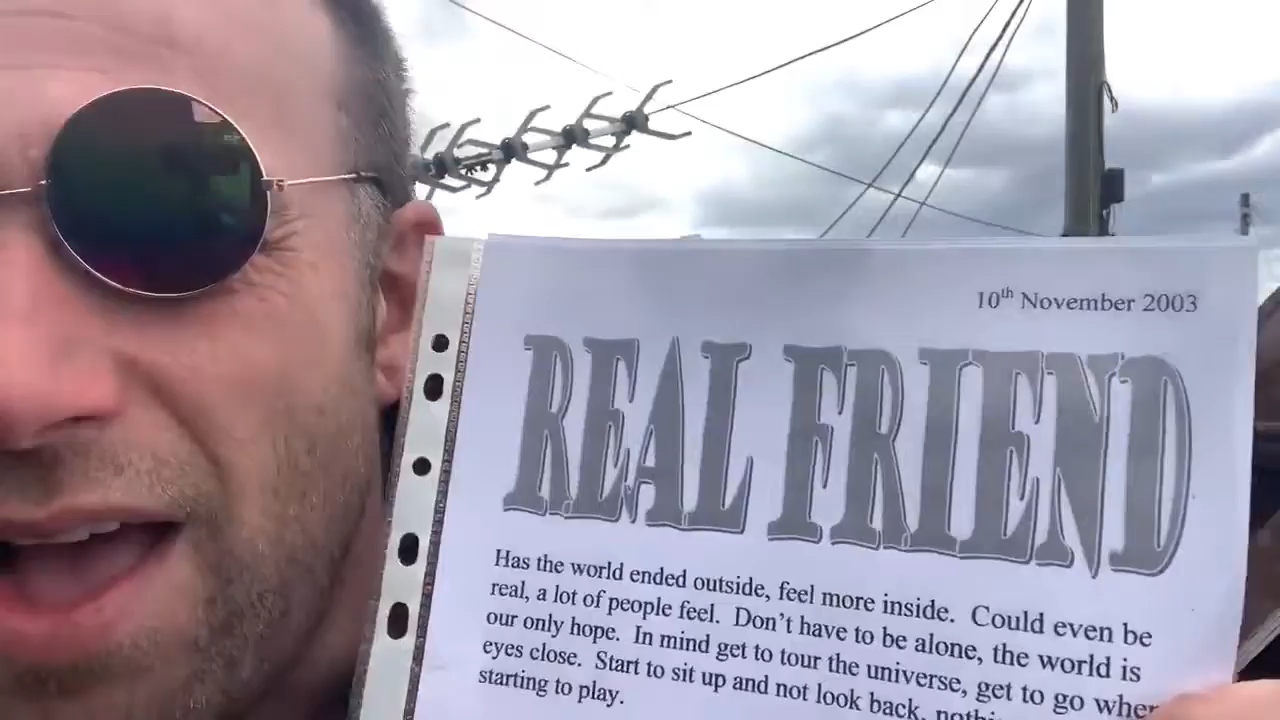 10th November 2003
REAL FRIEND
Has the world ended outside, feel more inside. Could even be
real, a lot of people feel. Don't have to be alone, the world is
our only hope. In mind get to tour the universe, get to go
eyes close. Start to sit up and not look back,
starting to play.